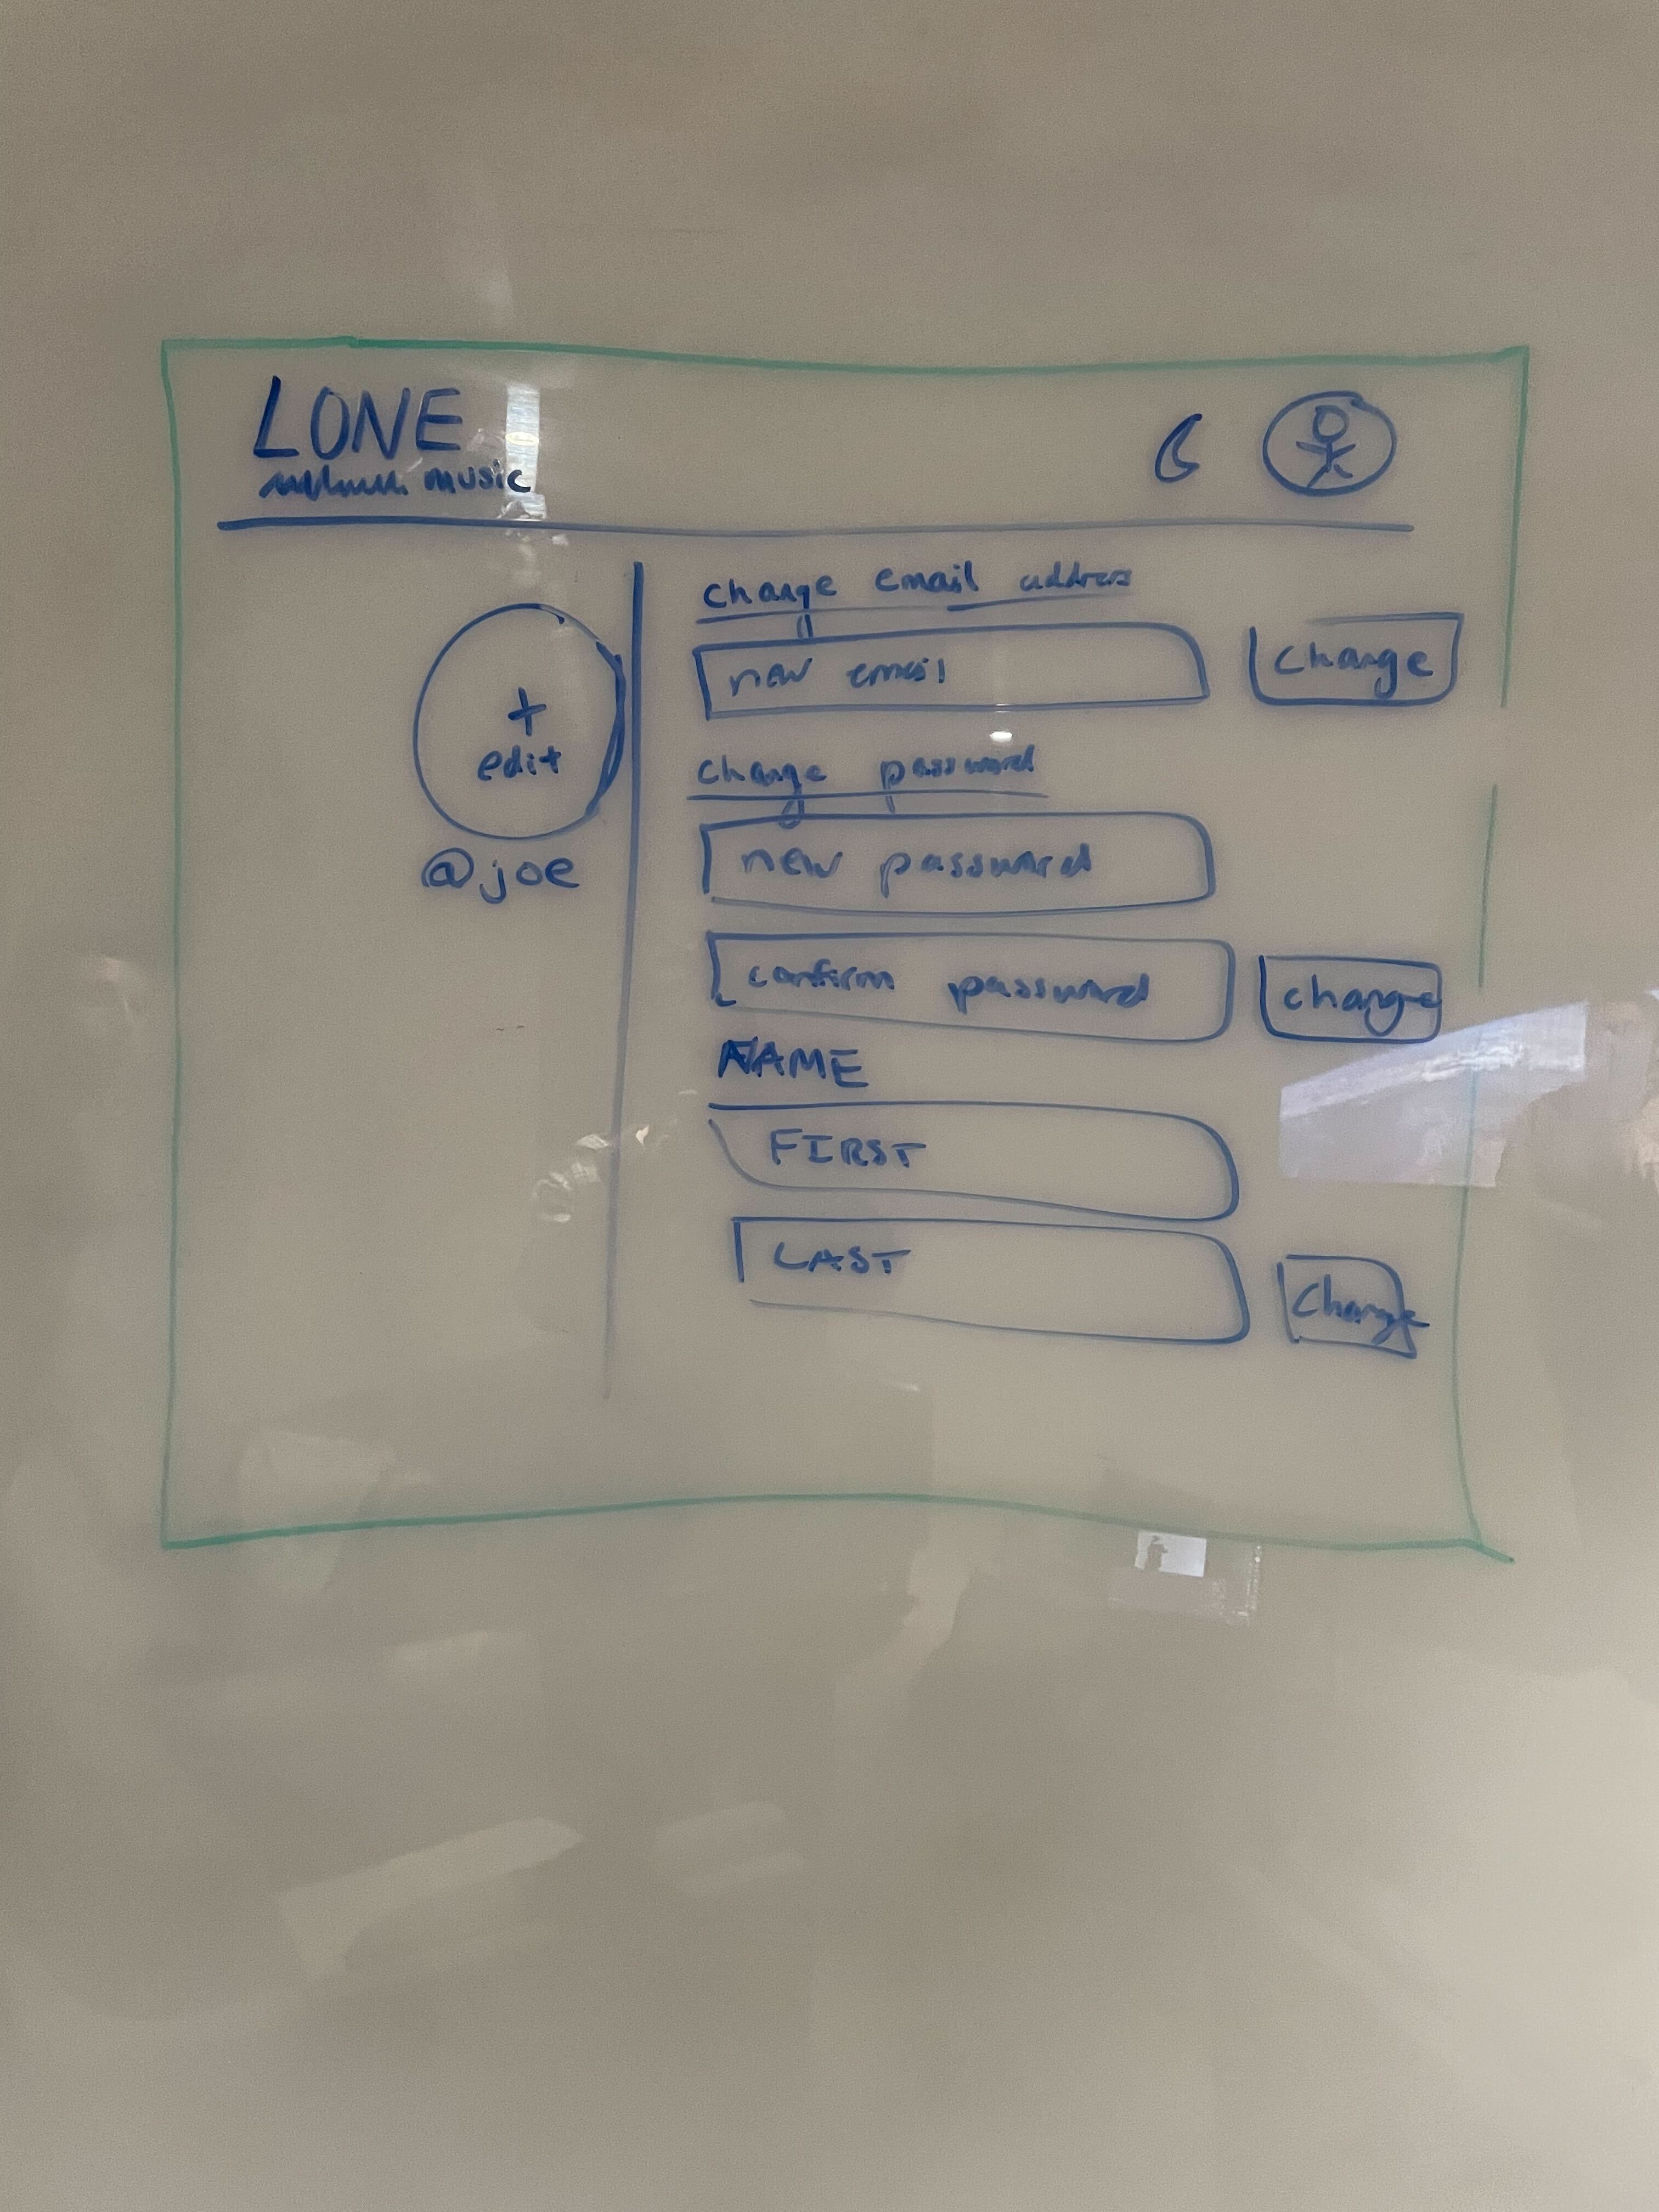 LONE
music
change email address
new email
change
+
edit
@joe
change password
new password
confirm password
change
NAME
FIRST
LAST
change